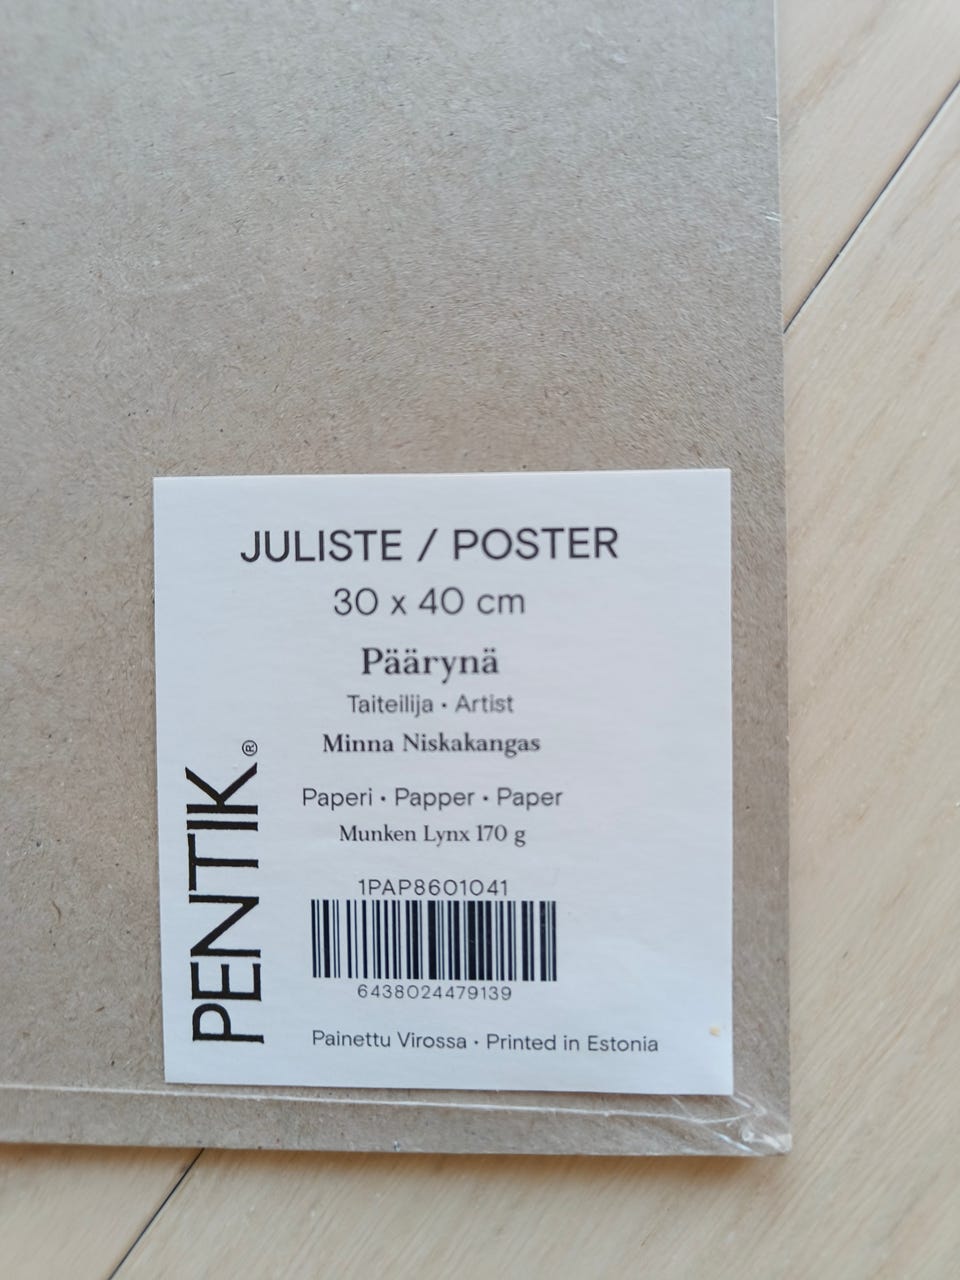 JULISTE / POSTER
30 x 40 cm
Päärynä
Taiteilija • Artist
Minna Niskakangas
Paperi • Papper • Paper
Munken Lynx 170 g
1PAP8601041
6438024479139
Painettu Virossa • Printed in Estonia
PENTIK®